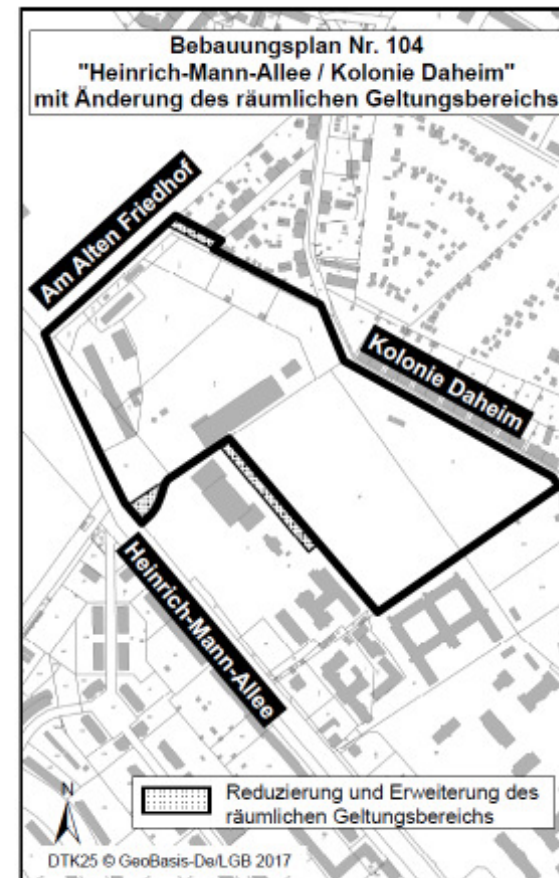 Bebauungsplan Nr. 104
"Heinrich-Mann-Allee / Kolonie Daheim"
mit Änderung des räumlichen Geltungsbereichs
Am Alten Friedhof
Kolonie Daheim
Heinrich-Mann-Allee
N
Reduzierung und Erweiterung des
räumlichen Geltungsbereichs
DTK25 © GeoBasis-De/LGB 2017